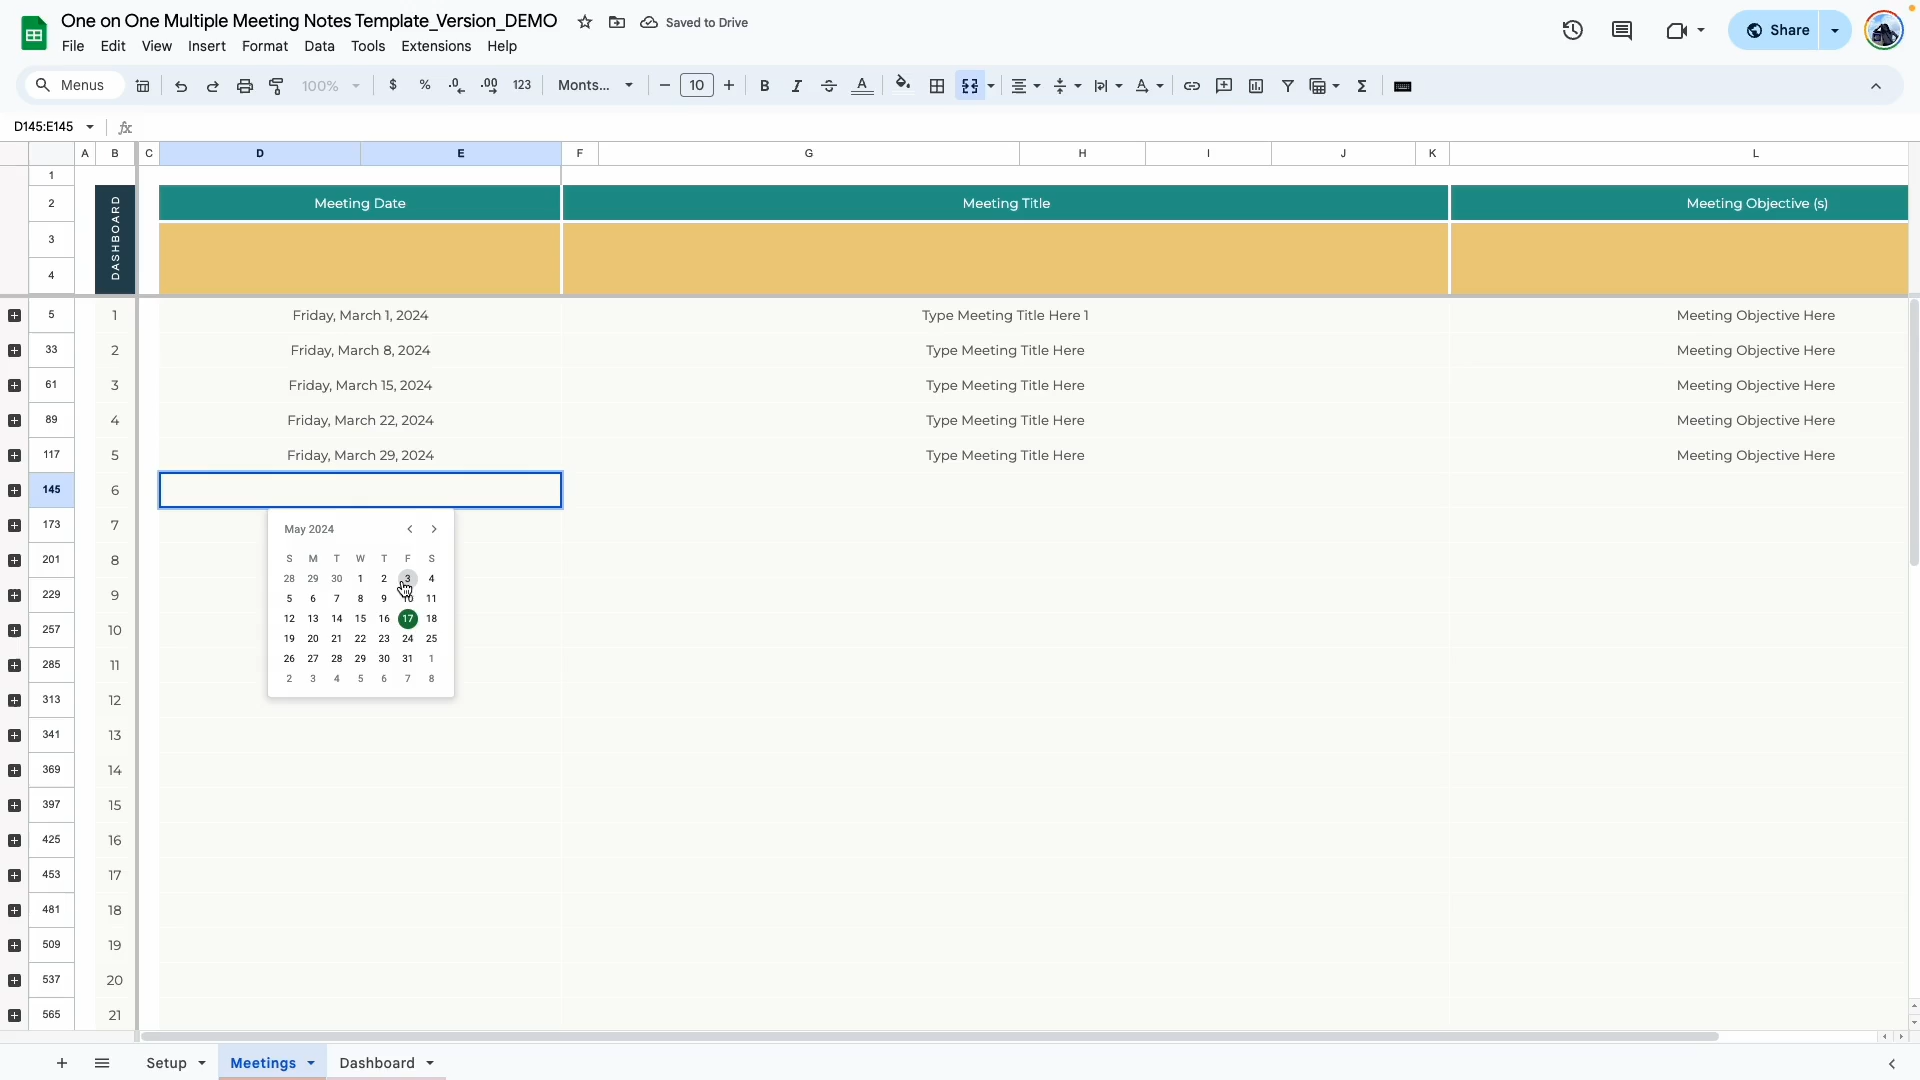 One on One Multiple Meeting Notes Template_Version_DEMO
Saved to Drive
File Edit View Insert Format Data Tools Extensions Help
Share
Menus
100%
$ % .0 .00 123 Monts... 10 B I A
D145:E145
fx
A B C D E F G H I J K L
1
2
3
4
DASHBOARD
Meeting Date Meeting Title Meeting Objective (s)
5 1 Friday, March 1, 2024 Type Meeting Title Here 1 Meeting Objective Here
33 2 Friday, March 8, 2024 Type Meeting Title Here Meeting Objective Here
61 3 Friday, March 15, 2024 Type Meeting Title Here Meeting Objective Here
89 4 Friday, March 22, 2024 Type Meeting Title Here Meeting Objective Here
117 5 Friday, March 29, 2024 Type Meeting Title Here Meeting Objective Here
145 6
173 7
201 8
229 9
257 10
285 11
313 12
341 13
369 14
397 15
425 16
453 17
481 18
509 19
537 20
565 21
May 2024
S M T W T F S
28 29 30 1 2 3 4
5 6 7 8 9 10 11
12 13 14 15 16 17 18
19 20 21 22 23 24 25
26 27 28 29 30 31 1
2 3 4 5 6 7 8
Setup Meetings Dashboard